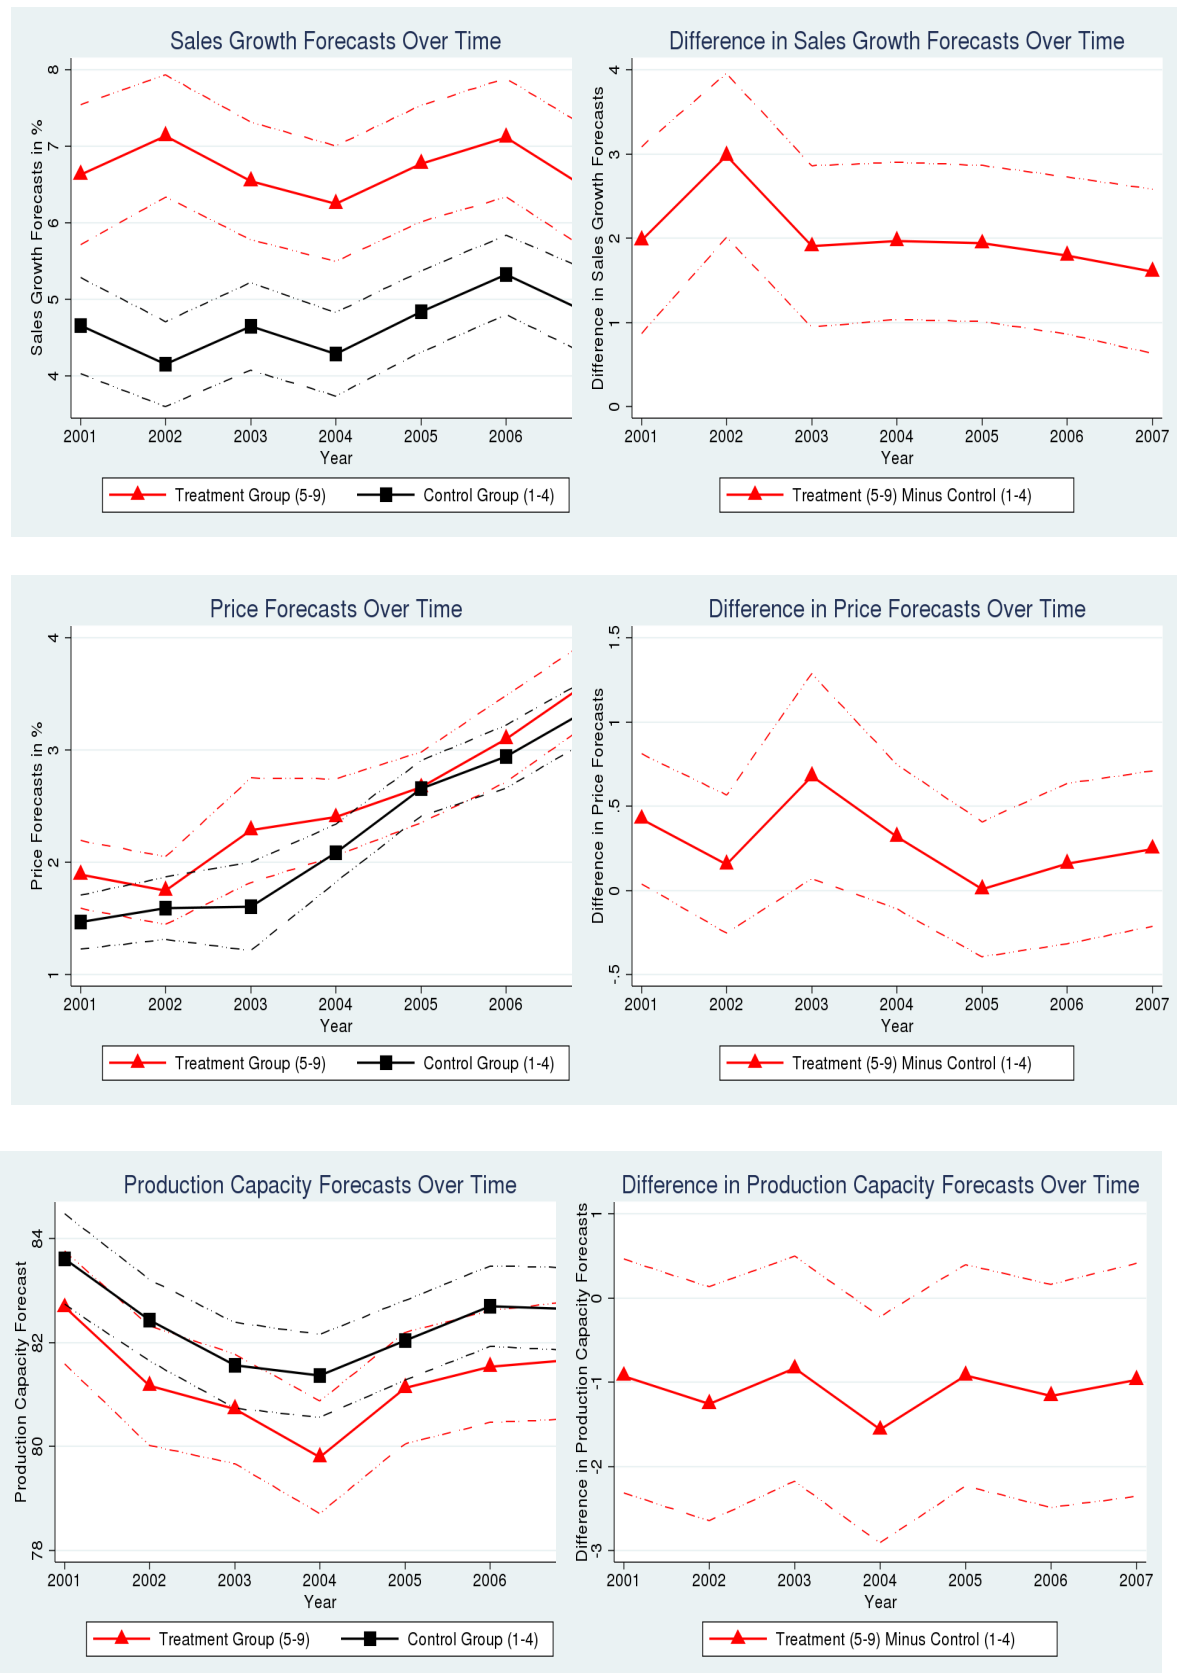 Sales Growth Forecasts Over Time
Sales Growth Forecasts in %
8
7
6
5
4
2001 2002 2003 2004 2005 2006
Year
Treatment Group (5-9) Control Group (1-4)
Difference in Sales Growth Forecasts Over Time
Difference in Sales Growth Forecasts
4
3
2
1
0
2001 2002 2003 2004 2005 2006 2007
Year
Treatment (5-9) Minus Control (1-4)
Price Forecasts Over Time
Price Forecasts in %
4
3
2
1
2001 2002 2003 2004 2005 2006
Year
Treatment Group (5-9) Control Group (1-4)
Difference in Price Forecasts Over Time
Difference in Price Forecasts
1.5
1
.5
0
-.5
2001 2002 2003 2004 2005 2006 2007
Year
Treatment (5-9) Minus Control (1-4)
Production Capacity Forecasts Over Time
Production Capacity Forecast
84
82
80
78
2001 2002 2003 2004 2005 2006
Year
Treatment Group (5-9) Control Group (1-4)
Difference in Production Capacity Forecasts Over Time
Difference in Production Capacity Forecasts
1
0
-1
-2
-3
2001 2002 2003 2004 2005 2006 2007
Year
Treatment (5-9) Minus Control (1-4)